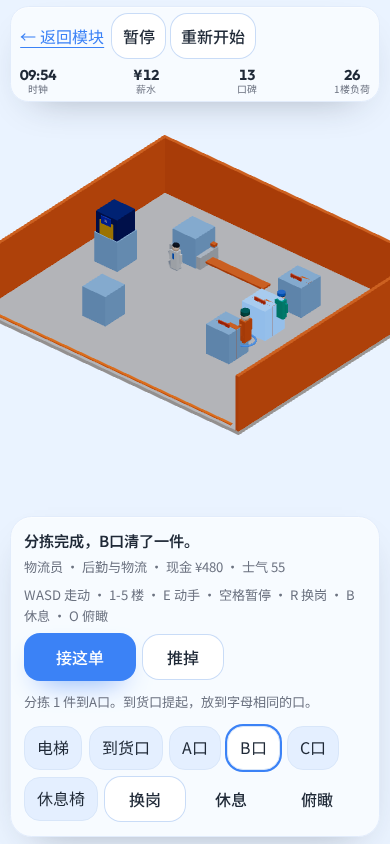 ← 返回模块 暂停 重新开始
09:54 ¥12 13 26
时钟 薪水 口碑 1楼负荷
分拣完成，B口清了一件。
物流员 · 后勤与物流 · 现金 ¥480 · 士气 55
WASD 走动 · 1-5 楼 · E 动手 · 空格暂停 · R 换岗 · B
休息 · O 俯瞰
接这单 推掉
分拣 1 件到A口。到货口提起，放到字母相同的口。
电梯 到货口 A口 B口 C口
休息椅 换岗 休息 俯瞰